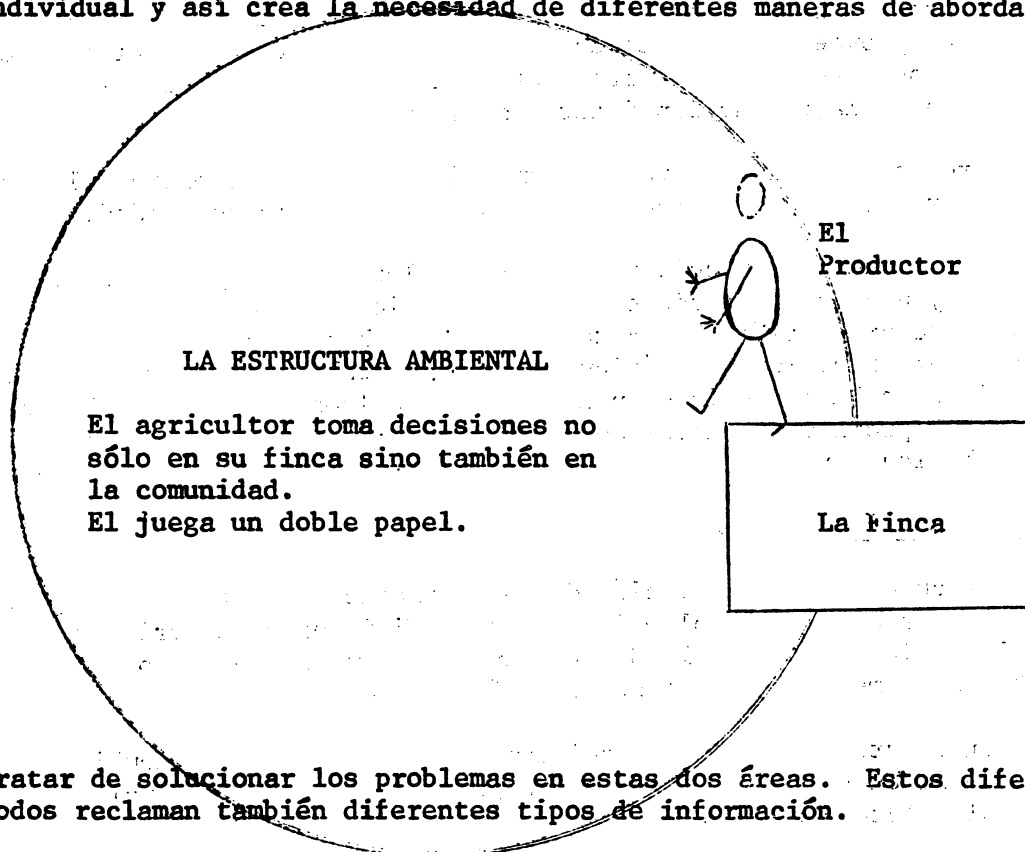 ndividual y así crea la necesidad de diferentes maneras de aborda
El
Productor
LA ESTRUCTURA AMBIENTAL
El agricultor toma decisiones no
sólo en su finca sino también en
la comunidad.
El juega un doble papel.
La Finca
ratar de solucionar los problemas en estas dos áreas. Estos dife
odos reclaman también diferentes tipos de información.